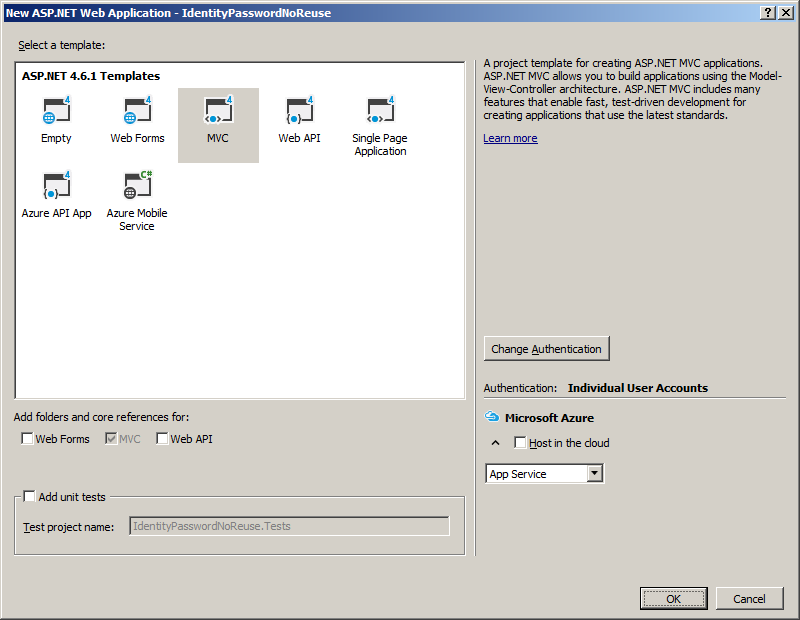 New ASP.NET Web Application - IdentityPasswordNoReuse
Select a template:
ASP.NET 4.6.1 Templates
4
Empty
4
Web Forms
4
MVC
4
Web API
4
Single Page
Application
4
Azure API App
C#
Azure Mobile
Service
A project template for creating ASP.NET MVC applications.
ASP.NET MVC allows you to build applications using the Model-
View-Controller architecture. ASP.NET MVC includes many
features that enable fast, test-driven development for
creating applications that use the latest standards.
Learn more
Change Authentication
Authentication: Individual User Accounts
Microsoft Azure
Host in the cloud
App Service
Add folders and core references for:
Web Forms MVC Web API
Add unit tests
Test project name: IdentityPasswordNoReuse.Tests
OK Cancel